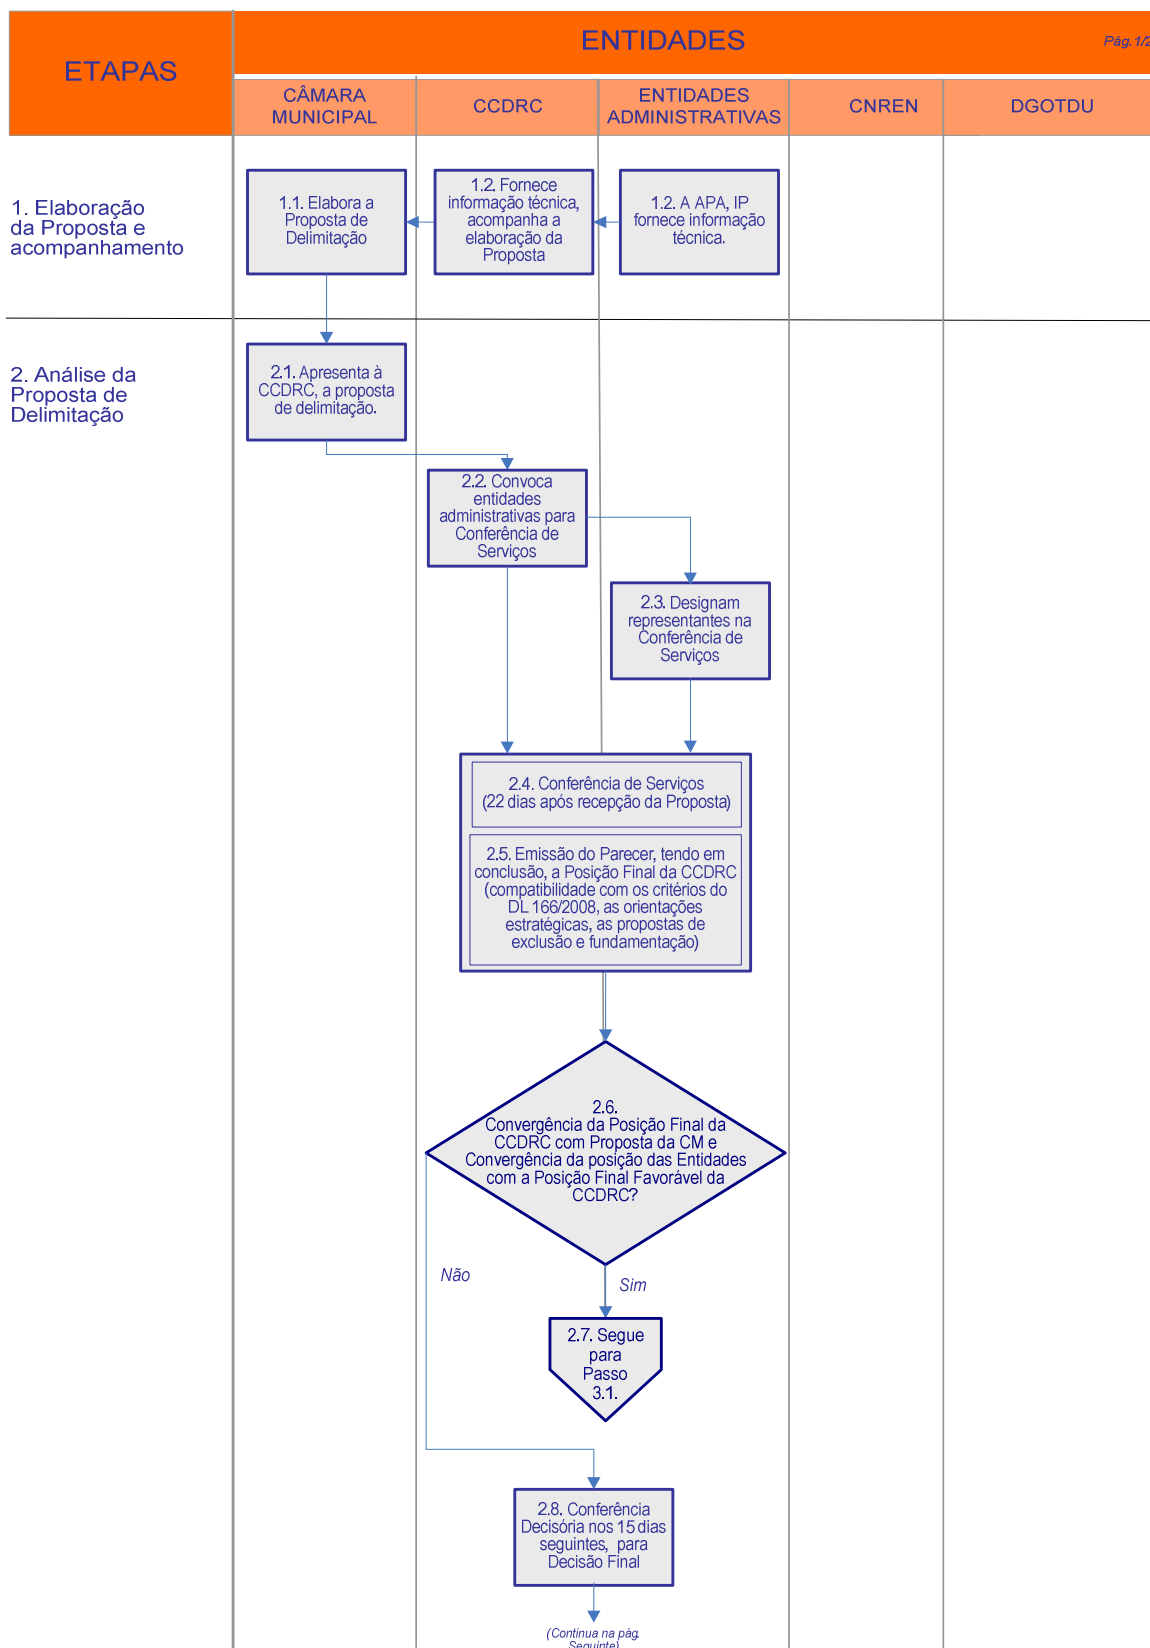 ETAPAS
ENTIDADES
Pág.1/2
CÂMARA
MUNICIPAL
CCDRC
ENTIDADES
ADMINISTRATIVAS
CNREN
DGOTDU
1. Elaboração
da Proposta e
acompanhamento
1.1. Elabora a
Proposta de
Delimitação
1.2. Fornece
informação técnica,
acompanha a
elaboração da
Proposta
1.2. A APA, IP
fornece informação
técnica.
2. Análise da
Proposta de
Delimitação
2.1. Apresenta à
CCDRC, a proposta
de delimitação.
2.2. Convoca
entidades
administrativas para
Conferência de
Serviços
2.3. Designam
representantes na
Conferência de
Serviços
2.4. Conferência de Serviços
(22 dias após recepção da Proposta)
2.5. Emissão do Parecer, tendo em
conclusão, a Posição Final da CCDRC
(compatibilidade com os critérios do
DL 166/2008, as orientações
estratégicas, as propostas de
exclusão e fundamentação)
2.6.
Convergência da Posição Final da
CCDRC com Proposta da CM e
Convergência da posição das Entidades
com a Posição Final Favorável da
CCDRC?
Não
Sim
2.7. Segue
para
Passo
3.1.
2.8. Conferência
Decisória nos 15 dias
seguintes, para
Decisão Final
(Continua na pág.
Seguinte)